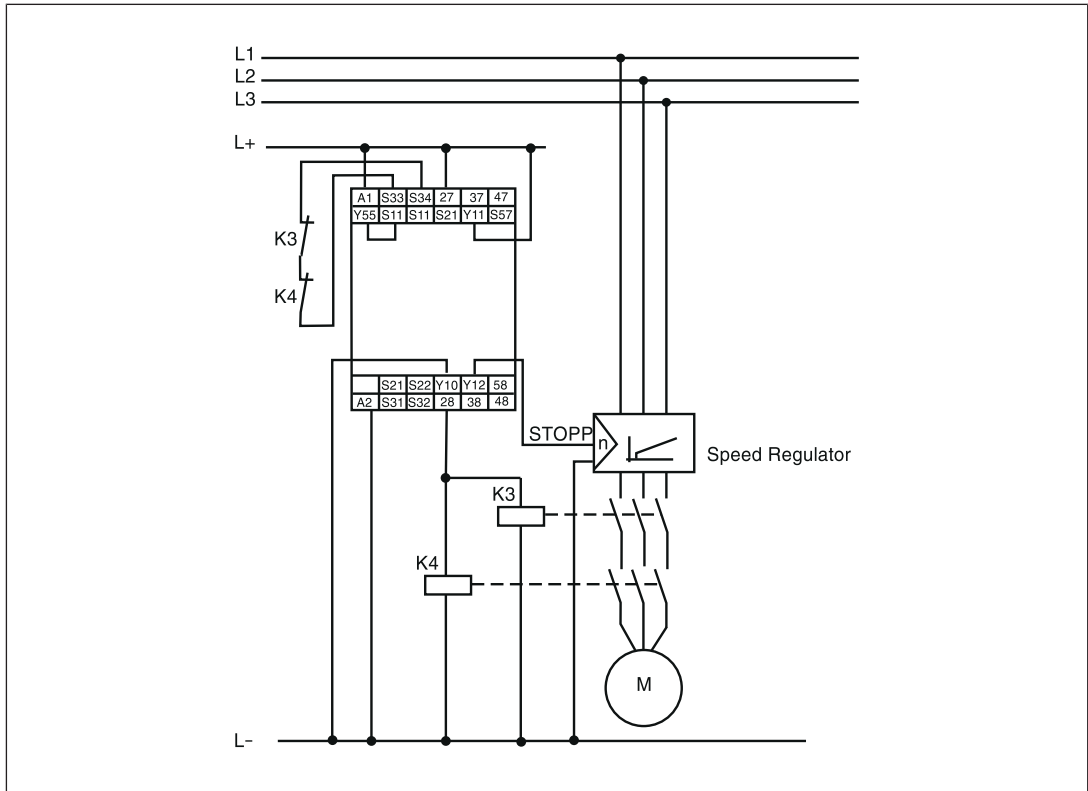 L1
L2
L3
L+
A1 S33 S34 27 37 47
Y55 S11 S11 S21 Y11 S57
K3
K4
S21 S22 Y10 Y12 58
A2 S31 S32 28 38 48
STOPP
n
Speed Regulator
K3
K4
M
L-